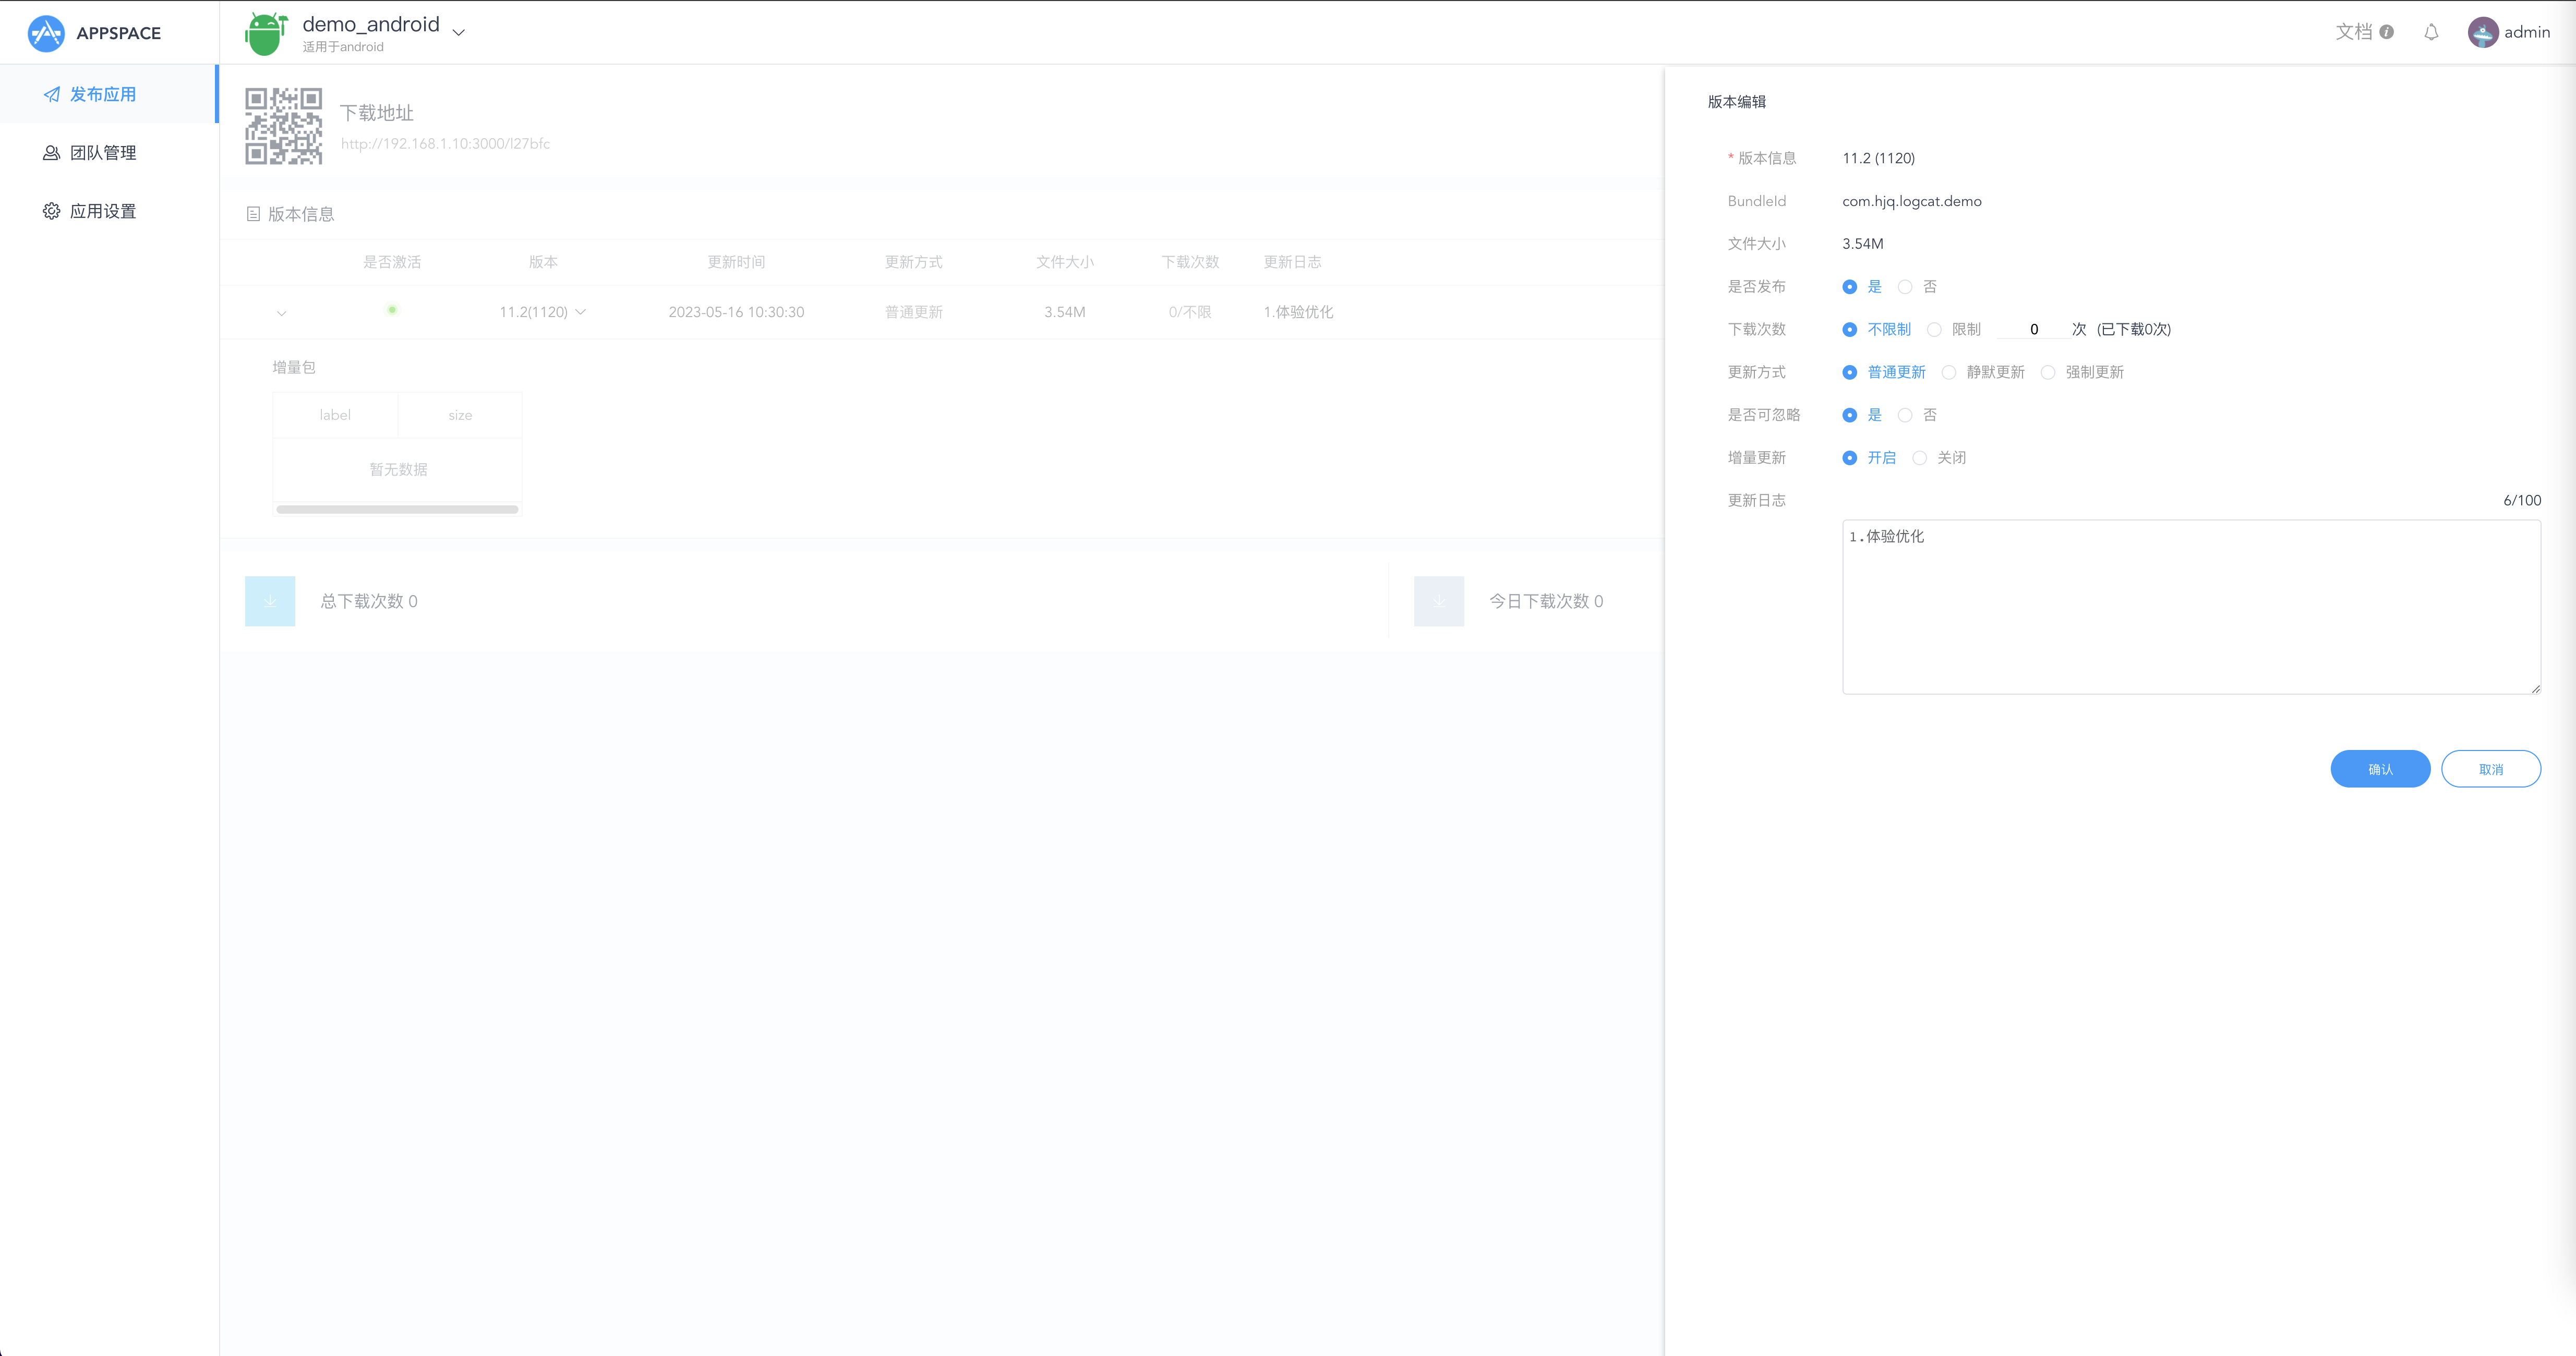 APPSPACE
demo_android
适用于android
文档
admin
发布应用
团队管理
应用设置
下载地址
http://192.168.1.10:3000/l27bfc
版本信息
是否激活 版本 更新时间 更新方式 文件大小 下载次数 更新日志
11.2(1120) 2023-05-16 10:30:30 普通更新 3.54M 0/不限 1.体验优化
增量包
label size
暂无数据
总下载次数 0
今日下载次数 0
版本编辑
* 版本信息 11.2 (1120)
BundleId com.hjq.logcat.demo
文件大小 3.54M
是否发布 是 否
下载次数 不限制 限制 0 次 (已下载0次)
更新方式 普通更新 静默更新 强制更新
是否可忽略 是 否
增量更新 开启 关闭
更新日志 6/100
1.体验优化
确认 取消